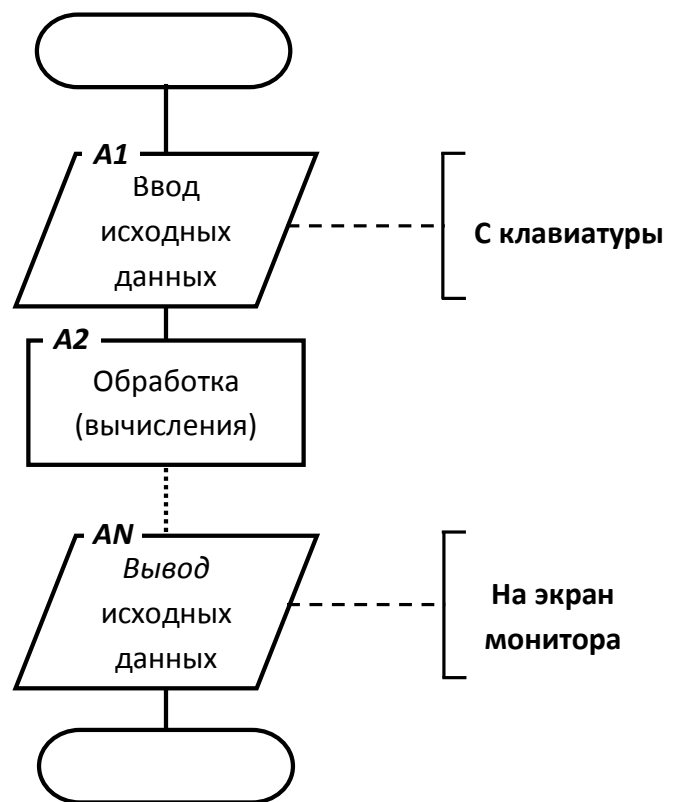 A1
Ввод
исходных
данных
С клавиатуры
A2
Обработка
(вычисления)
AN
Вывод
исходных
данных
На экран
монитора